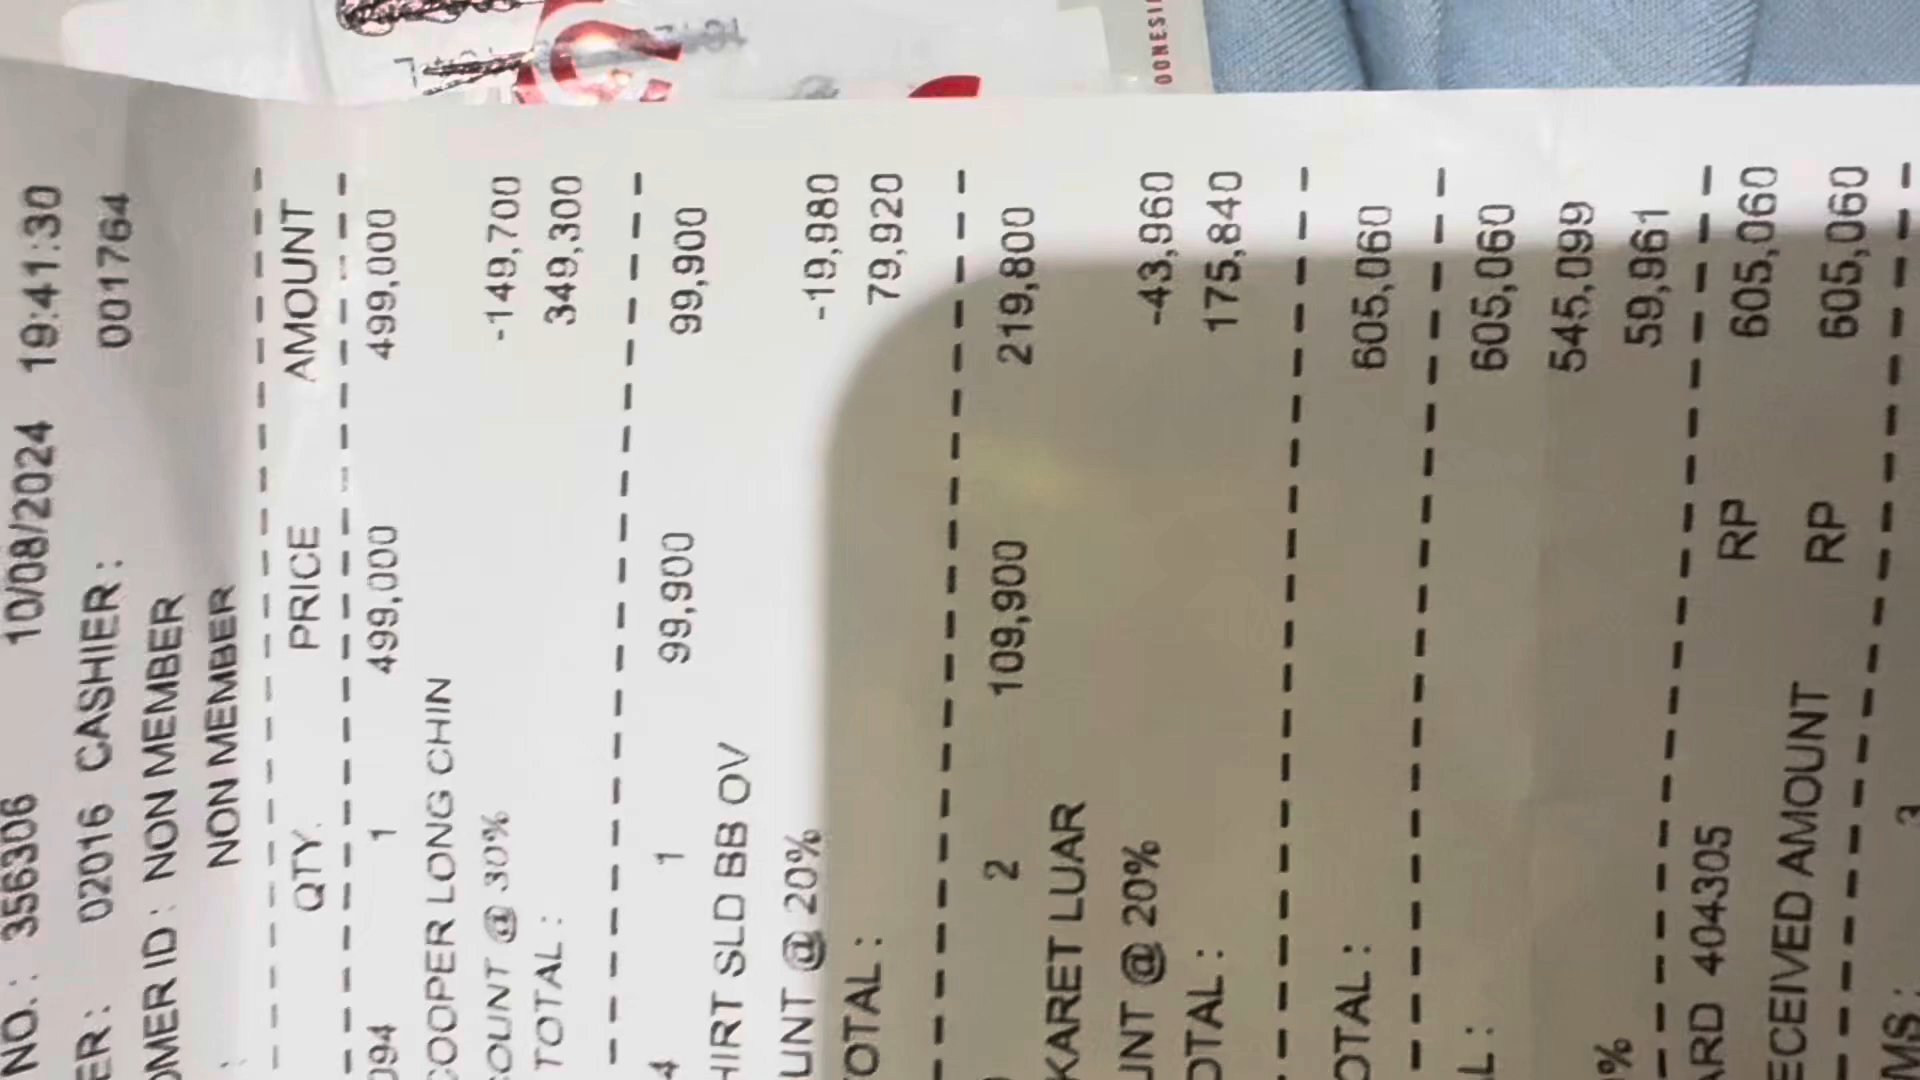 NO.: 356306 10/08/2024 19:41:30
ER: 02016 CASHIER: 001764
OMER ID: NON MEMBER
: NON MEMBER
QTY. PRICE AMOUNT
094 1 499,000 499,000
COOPER LONG CHIN
OUNT @ 30% -149,700
TOTAL: 349,300
4 1 99,900 99,900
HIRT SLD BB OV
UNT @ 20% -19,980
OTAL: 79,920
2 109,900 219,800
KARET LUAR
UNT @ 20% -43,960
OTAL: 175,840
OTAL: 605,060
L: 605,060
545,099
% 59,961
ARD 404305 RP 605,060
ECEIVED AMOUNT RP 605,060
MS: 3